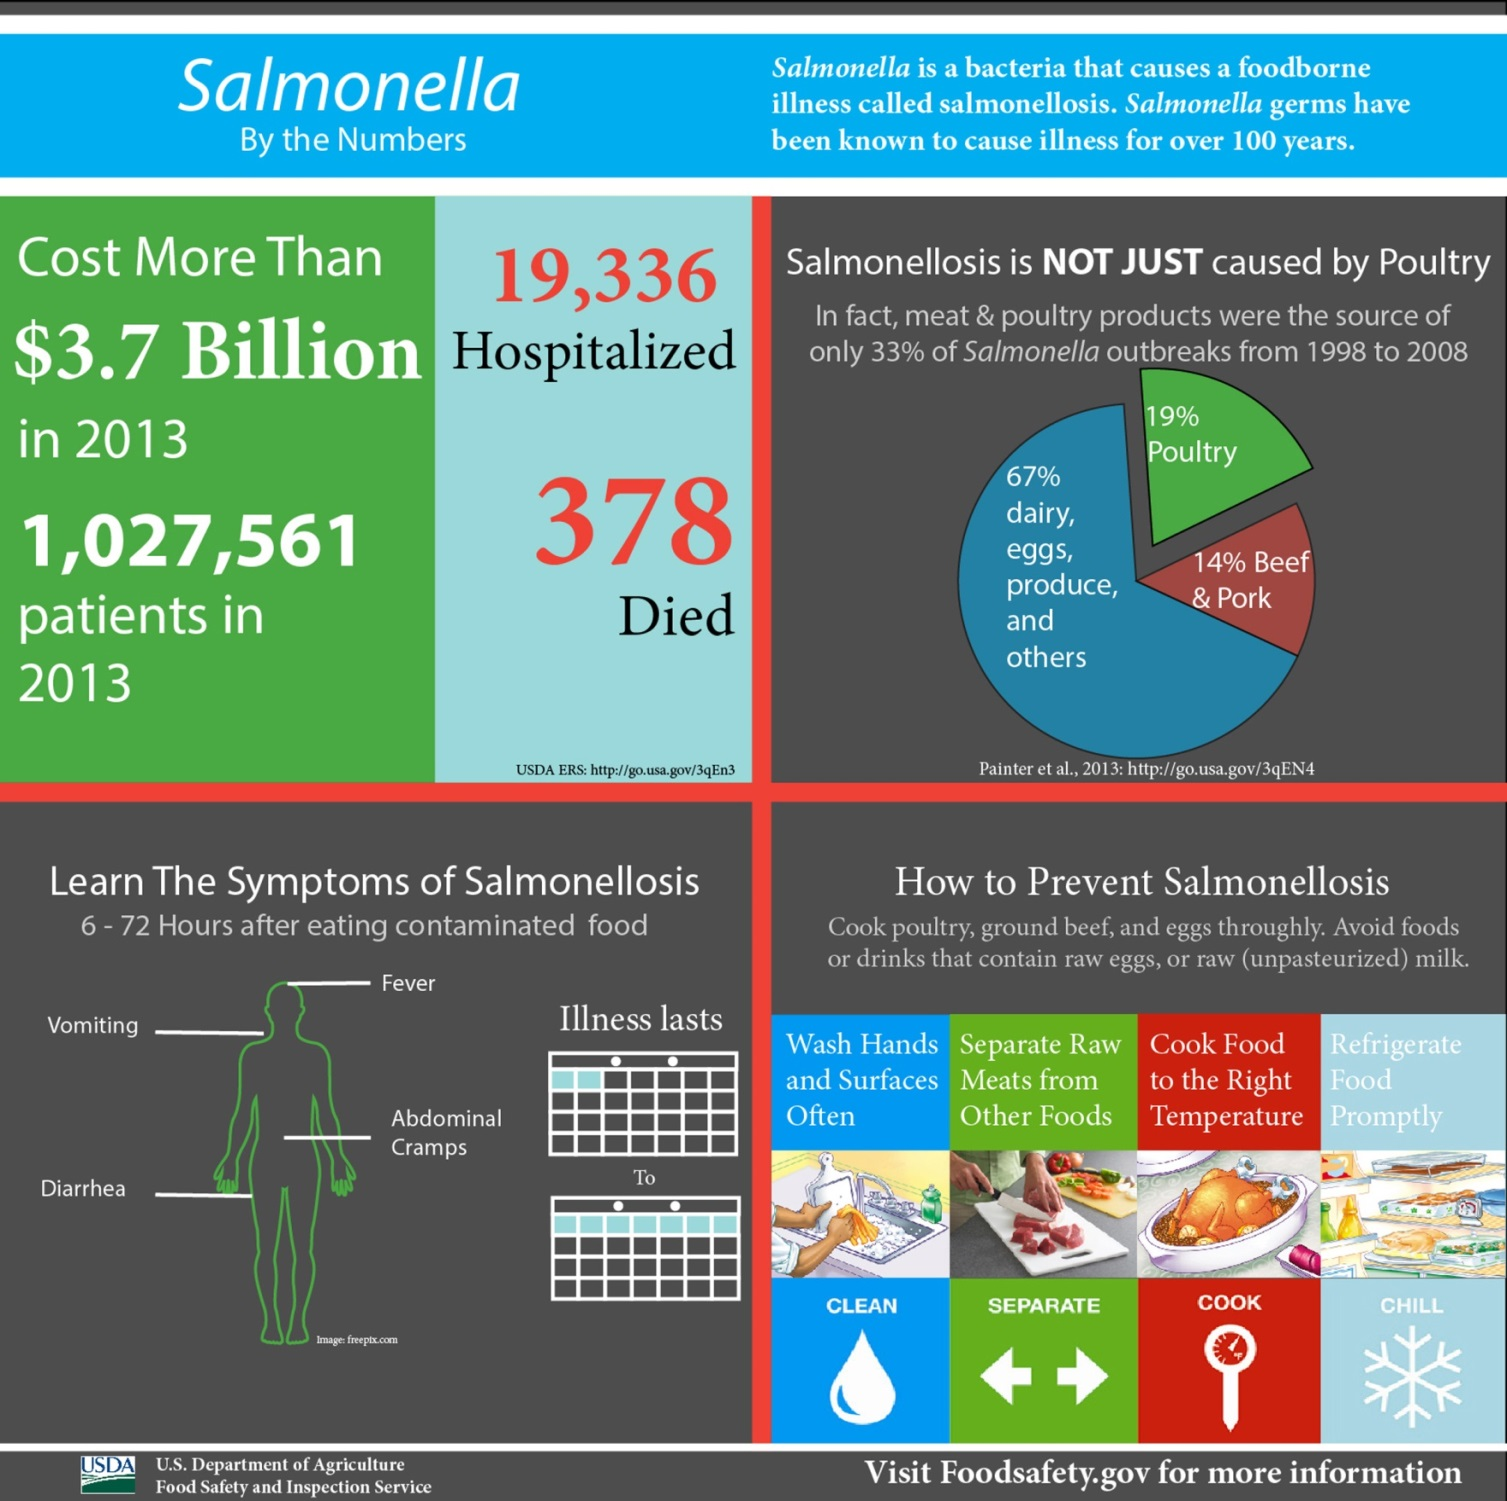 Salmonella
By the Numbers
Salmonella is a bacteria that causes a foodborne
illness called salmonellosis. Salmonella germs have
been known to cause illness for over 100 years.
Cost More Than
$3.7 Billion
in 2013
1,027,561
patients in
2013
19,336
Hospitalized
378
Died
USDA ERS: http://go.usa.gov/3qEn3
Salmonellosis is NOT JUST caused by Poultry
In fact, meat & poultry products were the source of
only 33% of Salmonella outbreaks from 1998 to 2008
19%
Poultry
67%
dairy,
eggs,
produce,
and
others
14% Beef
& Pork
Painter et al., 2013: http://go.usa.gov/3qEN4
Learn The Symptoms of Salmonellosis
6 - 72 Hours after eating contaminated food
Fever
Vomiting
Abdominal
Cramps
Diarrhea
Image: freepix.com
Illness lasts
To
How to Prevent Salmonellosis
Cook poultry, ground beef, and eggs throughly. Avoid foods
or drinks that contain raw eggs, or raw (unpasteurized) milk.
Wash Hands
and Surfaces
Often
Separate Raw
Meats from
Other Foods
Cook Food
to the Right
Temperature
Refrigerate
Food
Promptly
CLEAN
SEPARATE
COOK
°F
CHILL
USDA
U.S. Department of Agriculture
Food Safety and Inspection Service
Visit Foodsafety.gov for more information